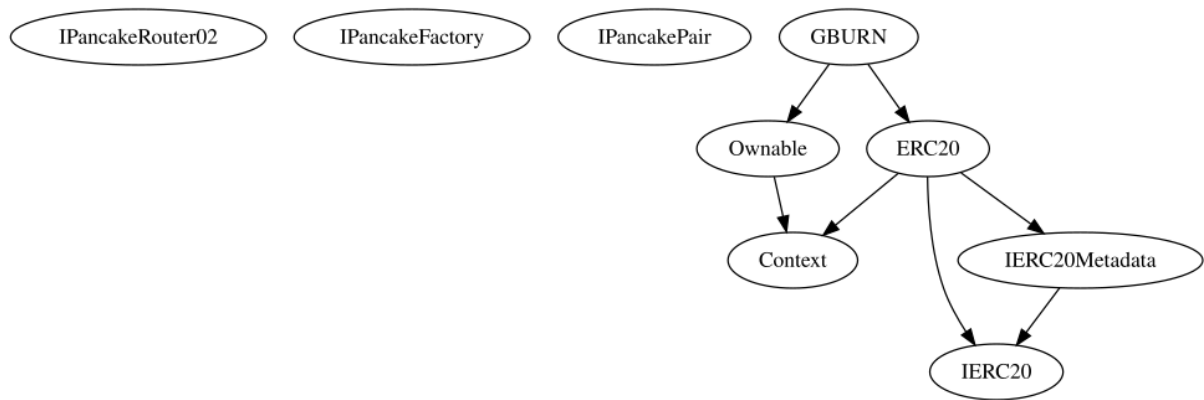 IPancakeRouter02
IPancakeFactory
IPancakePair
GBURN
Ownable
ERC20
Context
IERC20Metadata
IERC20